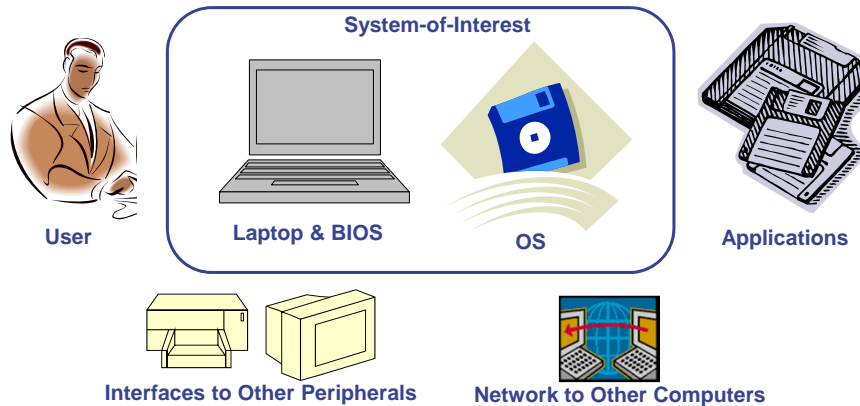 System-of-Interest
User
Laptop & BIOS
OS
Applications
Interfaces to Other Peripherals
Network to Other Computers